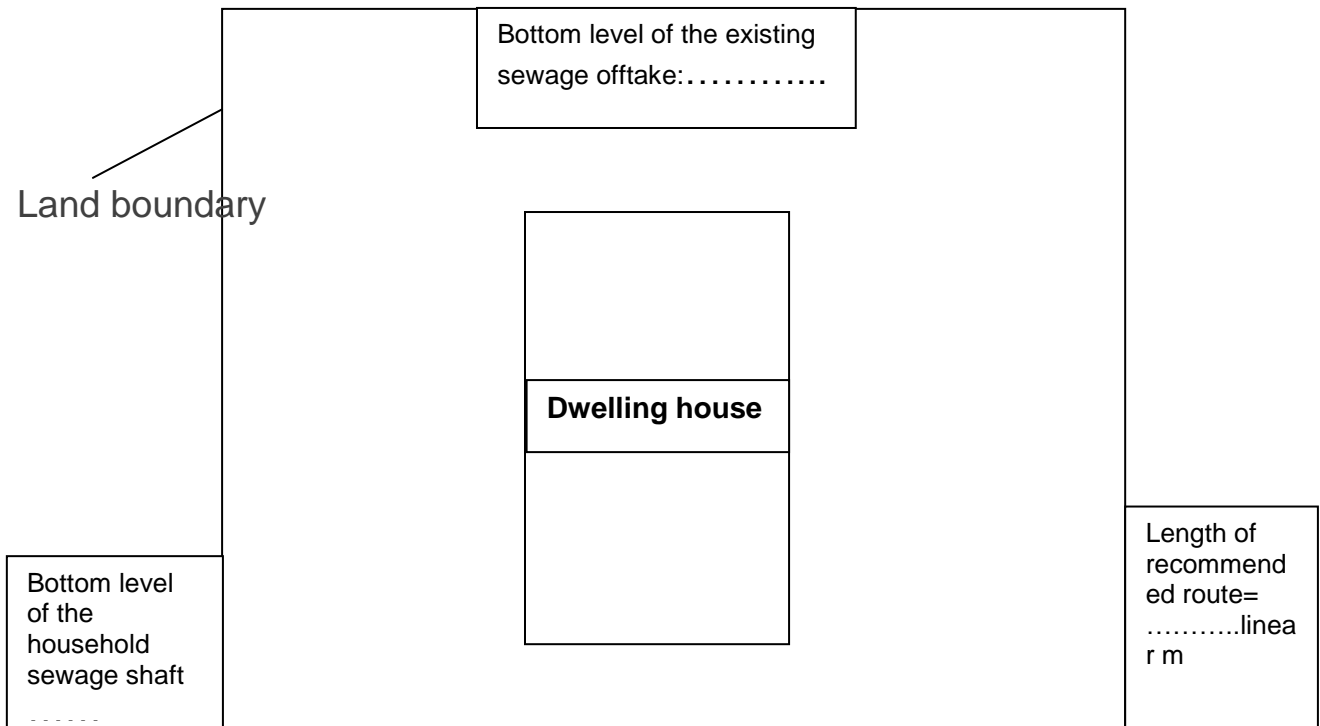 Bottom level of the existing
sewage offtake:............
Land boundary
Dwelling house
Length of
recommend
ed route=
………..linea
r m
Bottom level
of the
household
sewage shaft
……